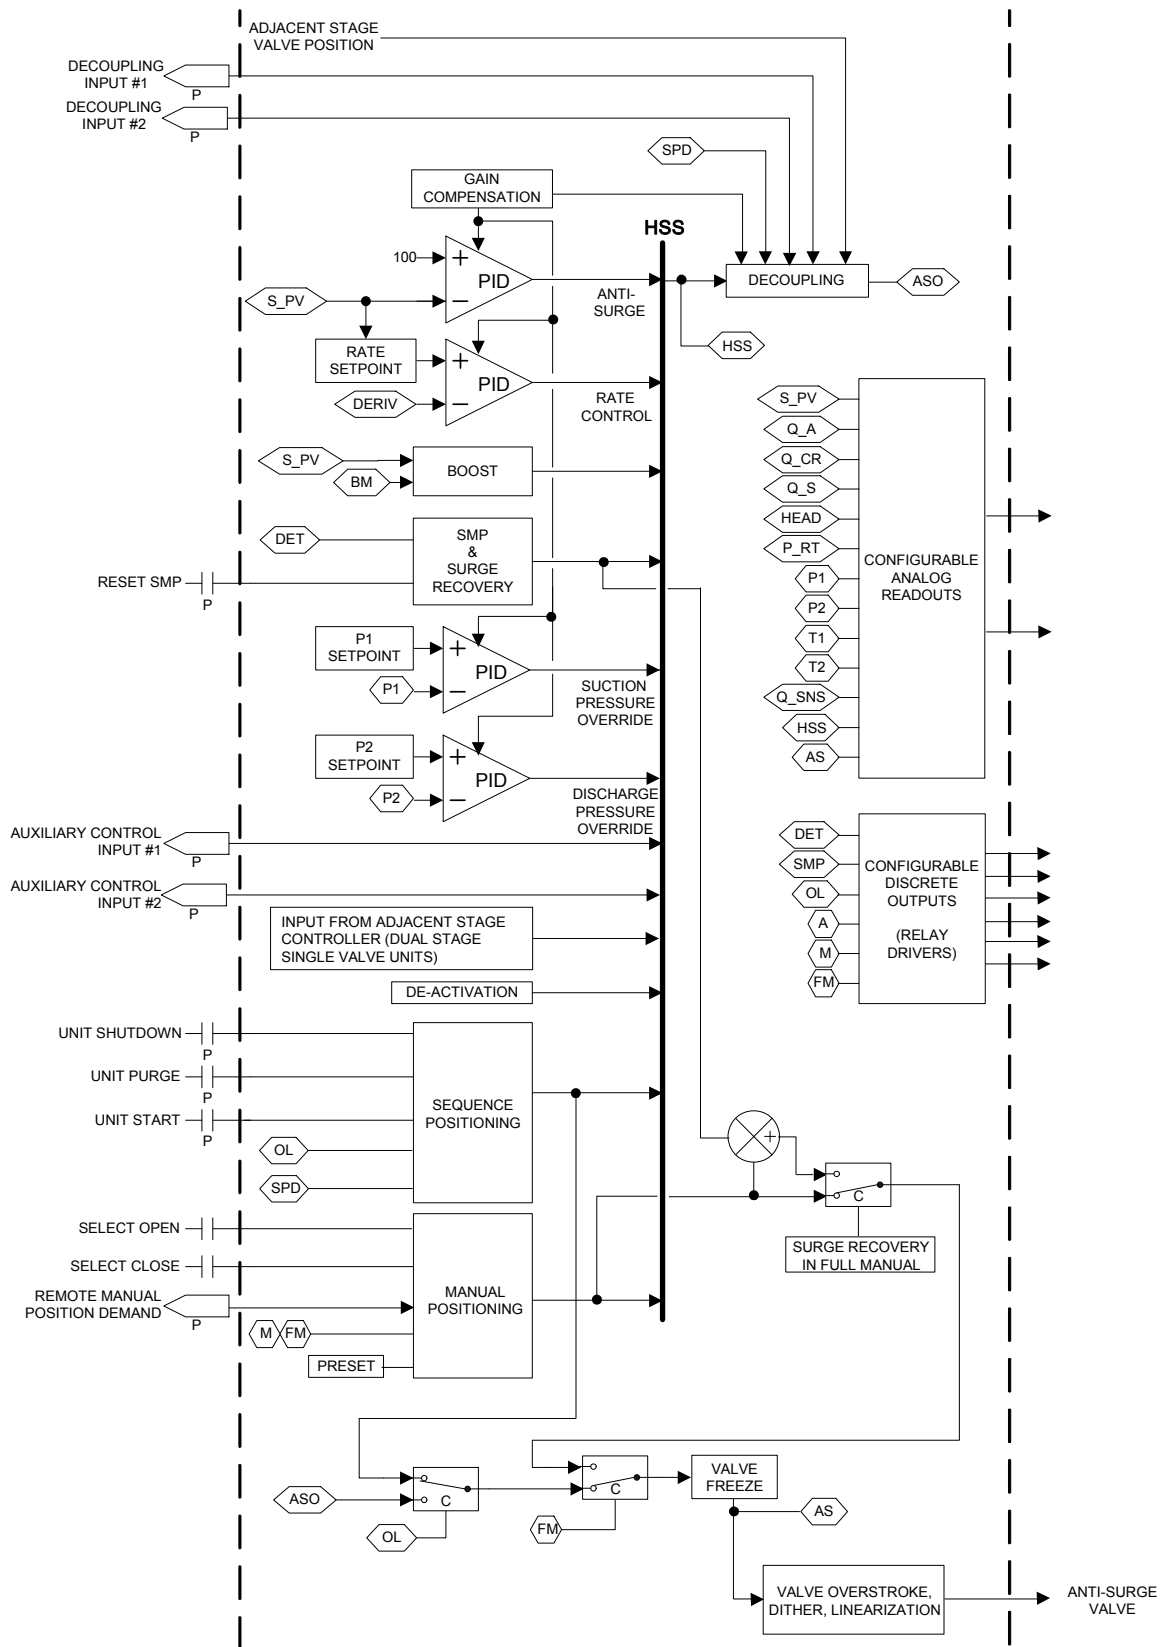 ADJACENT STAGE
VALVE POSITION
DECOUPLING
INPUT #1
P
DECOUPLING
INPUT #2
P
SPD
GAIN
COMPENSATION
HSS
100
+
PID
−
S_PV
ANTI-
SURGE
DECOUPLING
ASO
HSS
RATE
SETPOINT
+
PID
−
DERIV
RATE
CONTROL
S_PV
BM
BOOST
DET
SMP
&
SURGE
RECOVERY
RESET SMP
P
P1
SETPOINT
+
PID
−
P1
SUCTION
PRESSURE
OVERRIDE
P2
SETPOINT
+
PID
−
P2
DISCHARGE
PRESSURE
OVERRIDE
S_PV
Q_A
Q_CR
Q_S
HEAD
P_RT
P1
P2
T1
T2
Q_SNS
HSS
AS
CONFIGURABLE
ANALOG
READOUTS
AUXILIARY CONTROL
INPUT #1
P
AUXILIARY CONTROL
INPUT #2
P
DET
SMP
OL
A
M
FM
CONFIGURABLE
DISCRETE
OUTPUTS
(RELAY
DRIVERS)
INPUT FROM ADJACENT STAGE
CONTROLLER (DUAL STAGE
SINGLE VALVE UNITS)
DE-ACTIVATION
UNIT SHUTDOWN
P
UNIT PURGE
P
UNIT START
P
OL
SPD
SEQUENCE
POSITIONING
+
C
SURGE RECOVERY
IN FULL MANUAL
SELECT OPEN
SELECT CLOSE
REMOTE MANUAL
POSITION DEMAND
P
M
FM
PRESET
MANUAL
POSITIONING
ASO
C
OL
C
FM
VALVE
FREEZE
AS
VALVE OVERSTROKE,
DITHER, LINEARIZATION
ANTI-SURGE
VALVE